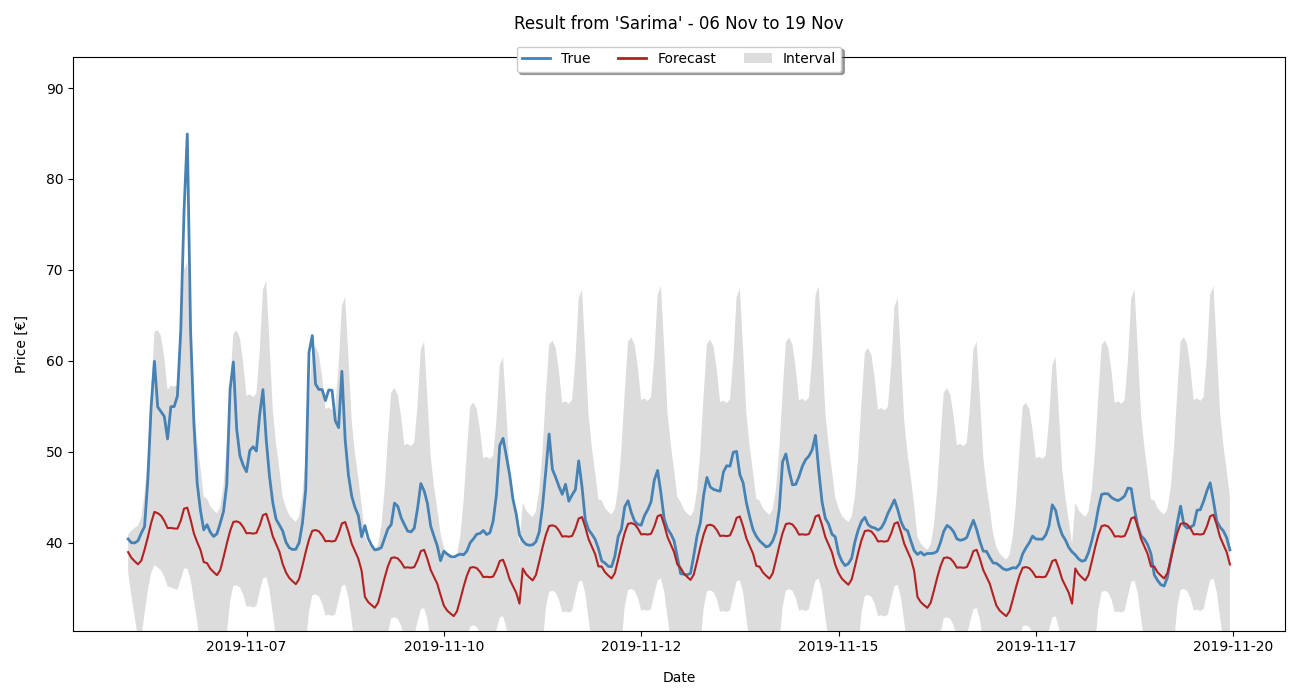 Result from 'Sarima' - 06 Nov to 19 Nov
True Forecast Interval
90
80
70
60
50
40
Price [€]
2019-11-07 2019-11-10 2019-11-12 2019-11-15 2019-11-17 2019-11-20
Date